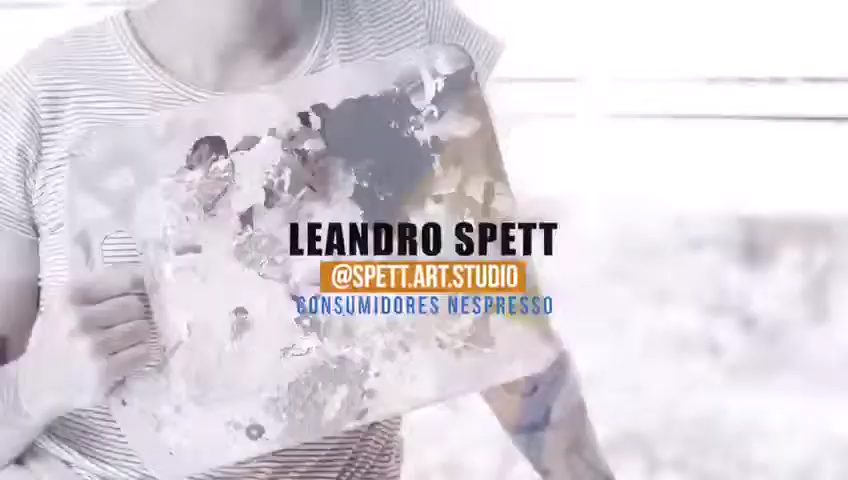 LEANDRO SPETT
@SPETT.ART.STUDIO
CONSUMIDORES NESPRESSO